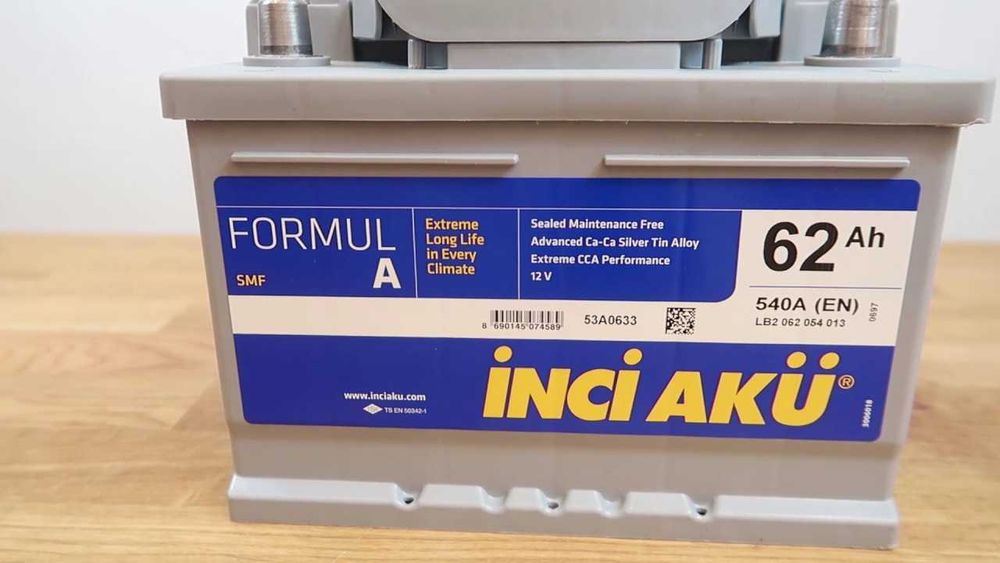 FORMUL
A
SMF
Extreme
Long Life
in Every
Climate
Sealed Maintenance Free
Advanced Ca-Ca Silver Tin Alloy
Extreme CCA Performance
12 V
62 Ah
540A (EN)
LB2 062 054 013
0697
8 690145 074589
53A0633
İNCİ AKÜ®
www.inciaku.com
TS EN 50342-1